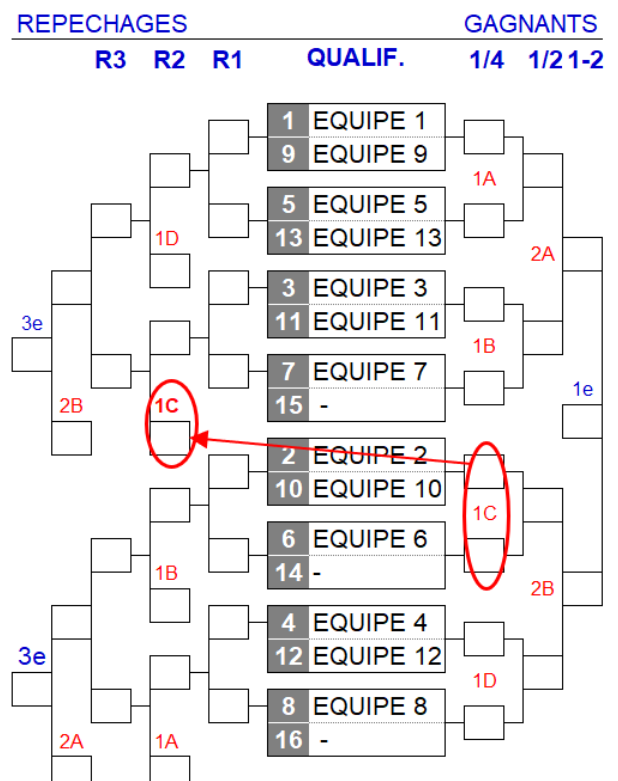 REPECHAGES GAGNANTS
R3 R2 R1 QUALIF. 1/4 1/2 1-2
1 EQUIPE 1
9 EQUIPE 9
1A
5 EQUIPE 5
13 EQUIPE 13
1D
2A
3 EQUIPE 3
11 EQUIPE 11
3e
1B
7 EQUIPE 7
1e
15 -
2B
1C
2 EQUIPE 2
10 EQUIPE 10
1C
6 EQUIPE 6
14 -
1B
2B
4 EQUIPE 4
12 EQUIPE 12
3e
1D
8 EQUIPE 8
16 -
2A
1A